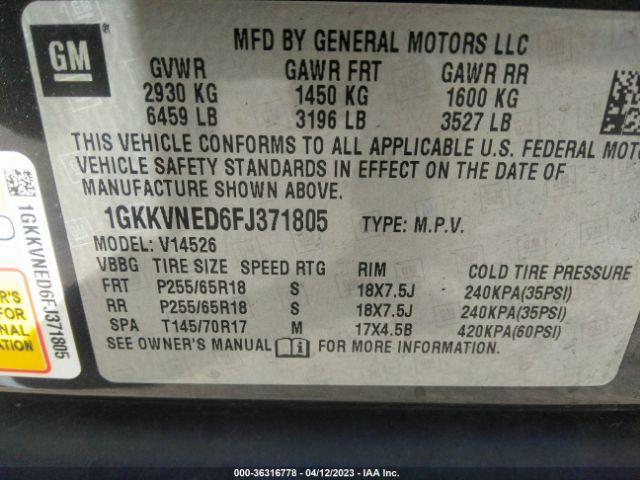 GM
MFD BY GENERAL MOTORS LLC
GVWR GAWR FRT GAWR RR
2930 KG 1450 KG 1600 KG
6459 LB 3196 LB 3527 LB
THIS VEHICLE CONFORMS TO ALL APPLICABLE U.S. FEDERAL MOTO
VEHICLE SAFETY STANDARDS IN EFFECT ON THE DATE OF
MANUFACTURE SHOWN ABOVE.
1GKKVNED6FJ371805 TYPE: M.P.V.
MODEL: V14526
VBBG TIRE SIZE SPEED RTG RIM COLD TIRE PRESSURE
FRT P255/65R18 S 18X7.5J 240KPA(35PSI)
RR P255/65R18 S 18X7.5J 240KPA(35PSI)
SPA T145/70R17 M 17X4.5B 420KPA(60PSI)
SEE OWNER'S MANUAL FOR MORE INFORMATION.
1GKKVNED6FJ371805
R'S
FOR
NAL
ATION
000-36316778 - 04/12/2023 - IAA Inc.